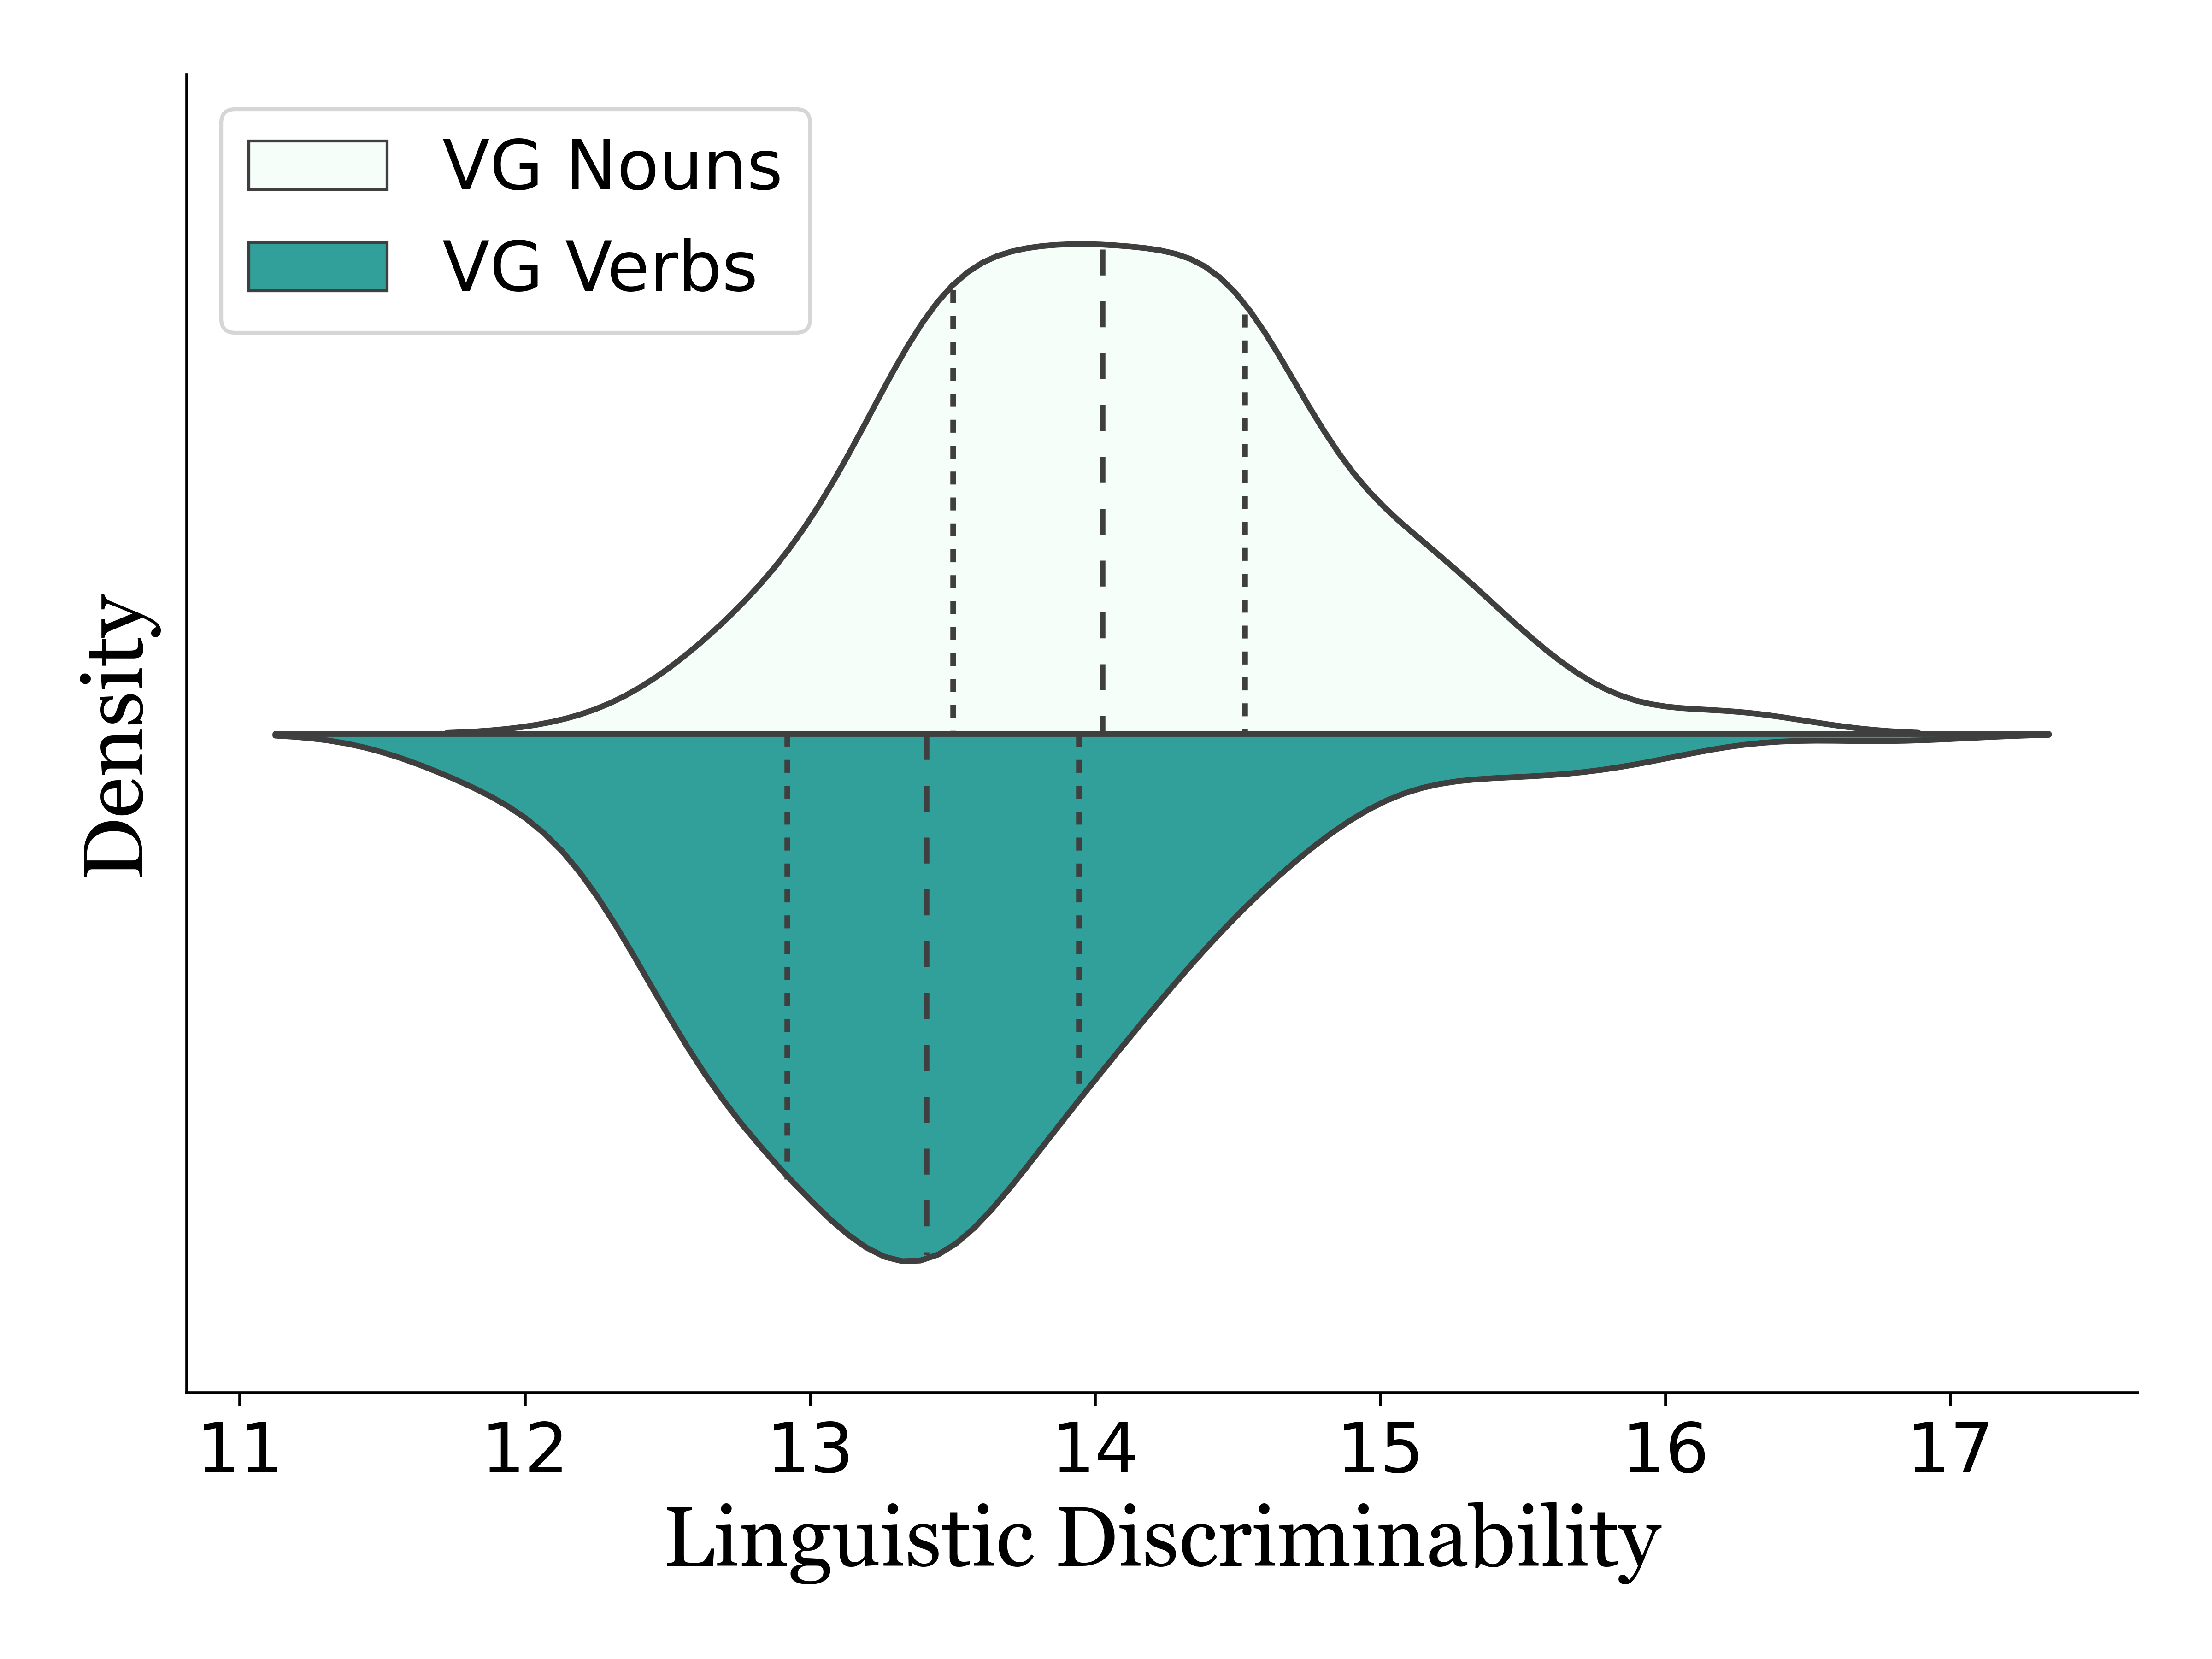 VG Nouns
VG Verbs
Density
11 12 13 14 15 16 17
Linguistic Discriminability